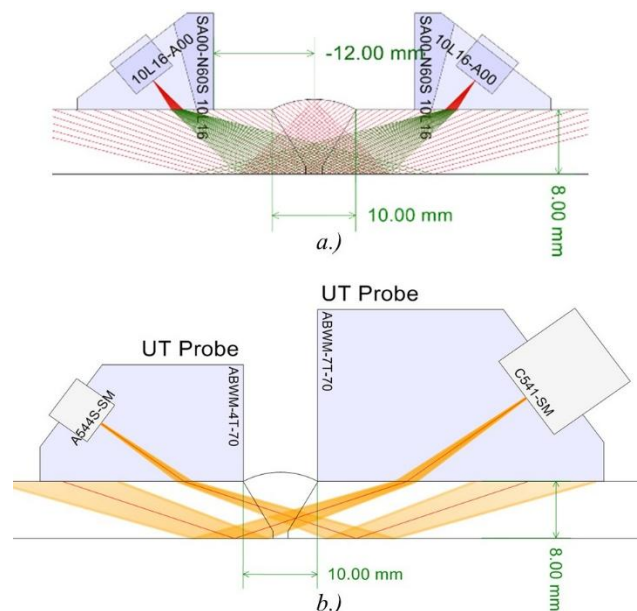 10L16-A00
SA00-N60S 10L16
-12.00 mm
SA00-N60S 10L16
10L16-A00
10.00 mm
8.00 mm
a.)
UT Probe
UT Probe
ABWM-7T-70
ABWM-4T-70
C541-SM
A544S-SM
10.00 mm
8.00 mm
b.)